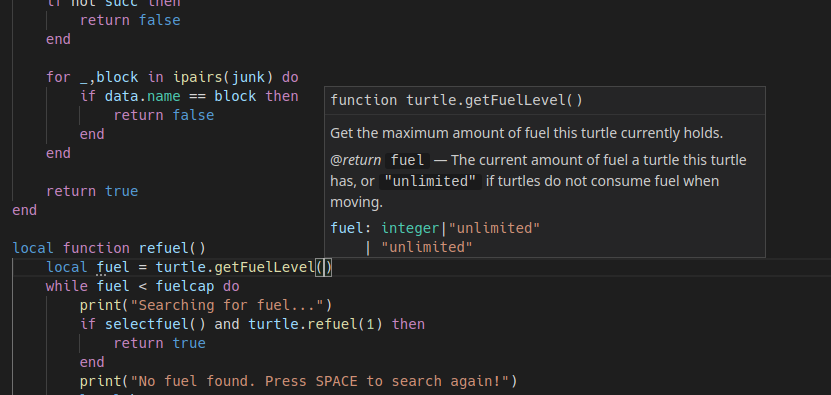 if not succ then
return false
end
for _,block in ipairs(junk) do
if data.name == block then
return false
end
end
return true
end
local function refuel()
local fuel = turtle.getFuelLevel()
while fuel < fuelcap do
print("Searching for fuel...")
if selectfuel() and turtle.refuel(1) then
return true
end
print("No fuel found. Press SPACE to search again!")
function turtle.getFuelLevel()
Get the maximum amount of fuel this turtle currently holds.
@return fuel — The current amount of fuel a turtle this turtle
has, or "unlimited" if turtles do not consume fuel when
moving.
fuel: integer|"unlimited"
| "unlimited"